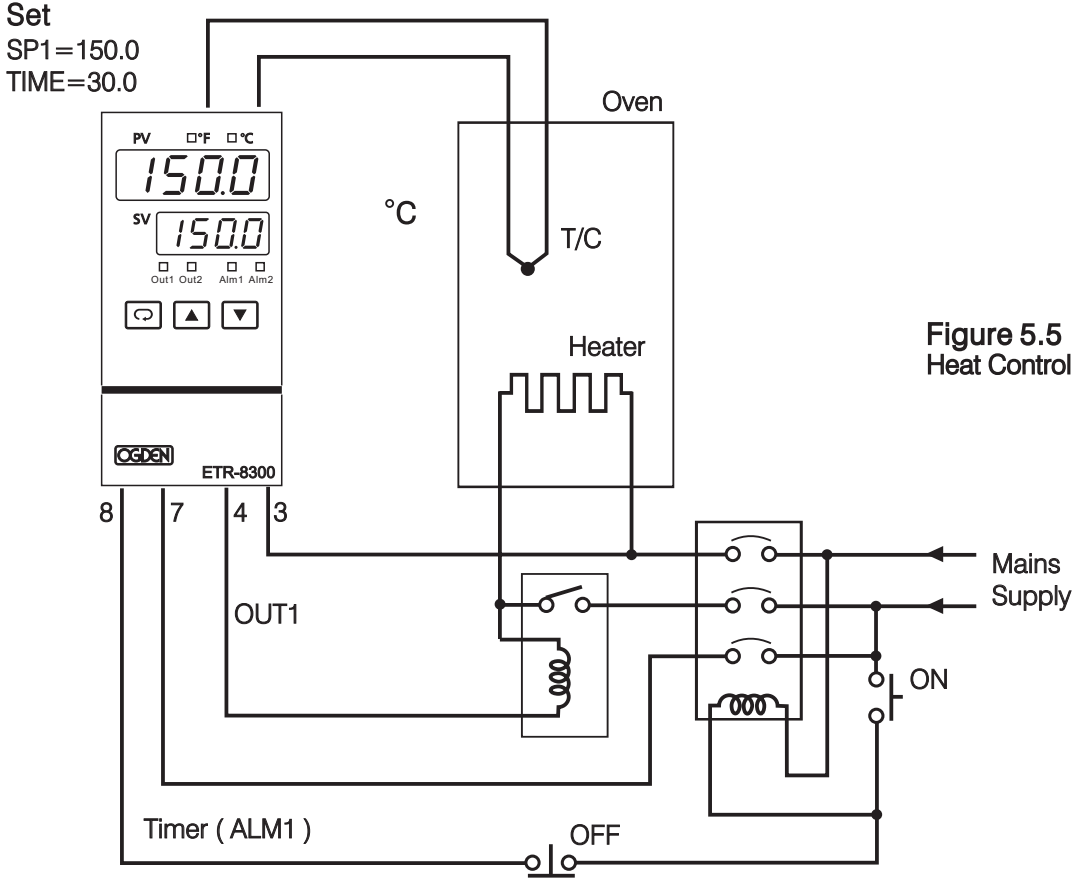 Set
SP1=150.0
TIME=30.0
Oven
PV
°F
°C
150.0
SV
150.0
Out1 Out2 Alm1 Alm2
°C
T/C
Heater
Figure 5.5
Heat Control
OGDEN
ETR-8300
8
7
4
3
Mains
Supply
OUT1
ON
Timer ( ALM1 )
OFF